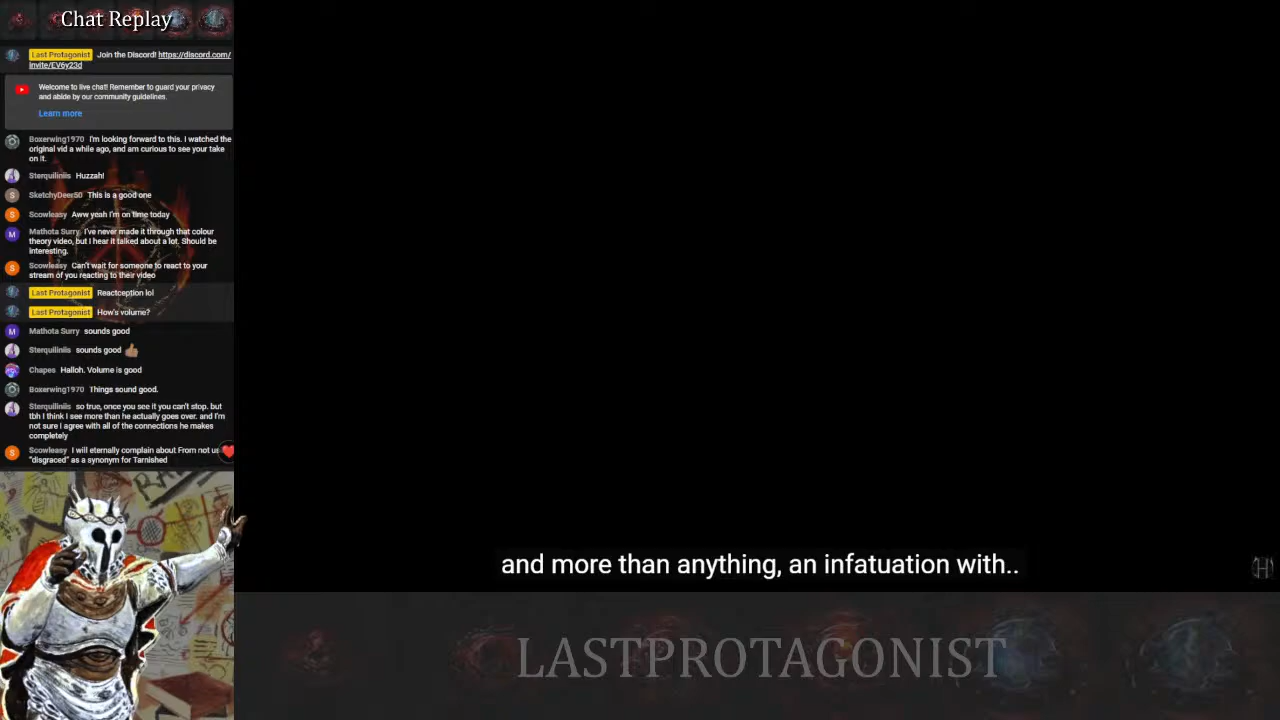 Chat Replay
Last Protagonist Join the Discord! https://discord.com/
invite/EV6y23d
Welcome to live chat! Remember to guard your privacy
and abide by our community guidelines.
Learn more
Boxerwing1970 I'm looking forward to this. I watched the
original vid a while ago, and am curious to see your take
on it.
Sterquiliniis Huzzah!
SketchyDeer50 This is a good one
Scowleasy Aww yeah I'm on time today
Mathota Surry I've never made it through that colour
theory video, but I hear it talked about a lot. Should be
interesting.
Scowleasy Can't wait for someone to react to your
stream of you reacting to their video
Last Protagonist Reactception lol
Last Protagonist How's volume?
Mathota Surry sounds good
Sterquiliniis sounds good
Chapes Halloh. Volume is good
Boxerwing1970 Things sound good.
Sterquiliniis so true, once you see it you can't stop. but
tbh I think I see more than he actually goes over. and I'm
not sure I agree with all of the connections he makes
completely
Scowleasy I will eternally complain about From not us
"disgraced" as a synonym for Tarnished
and more than anything, an infatuation with..
LASTPROTAGONIST